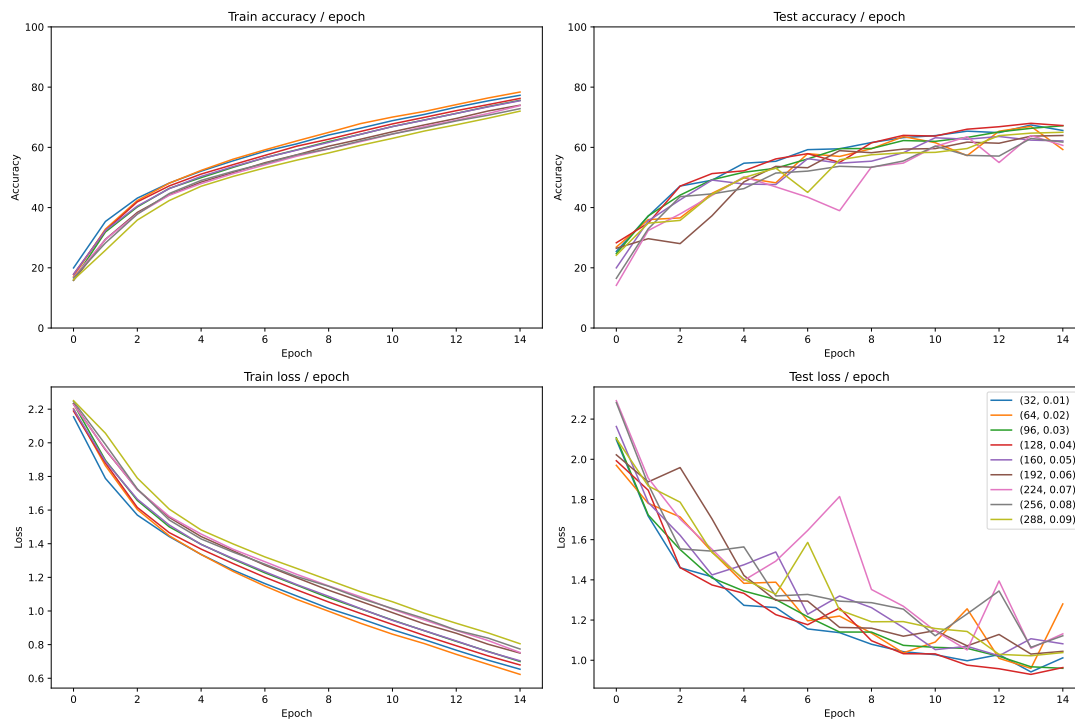 Train accuracy / epoch
100
80
60
40
20
0
Accuracy
0 2 4 6 8 10 12 14
Epoch
Test accuracy / epoch
100
80
60
40
20
0
Accuracy
0 2 4 6 8 10 12 14
Epoch
Train loss / epoch
2.2
2.0
1.8
1.6
1.4
1.2
1.0
0.8
0.6
Loss
0 2 4 6 8 10 12 14
Epoch
Test loss / epoch
2.2
2.0
1.8
1.6
1.4
1.2
1.0
Loss
0 2 4 6 8 10 12 14
Epoch
(32, 0.01)
(64, 0.02)
(96, 0.03)
(128, 0.04)
(160, 0.05)
(192, 0.06)
(224, 0.07)
(256, 0.08)
(288, 0.09)